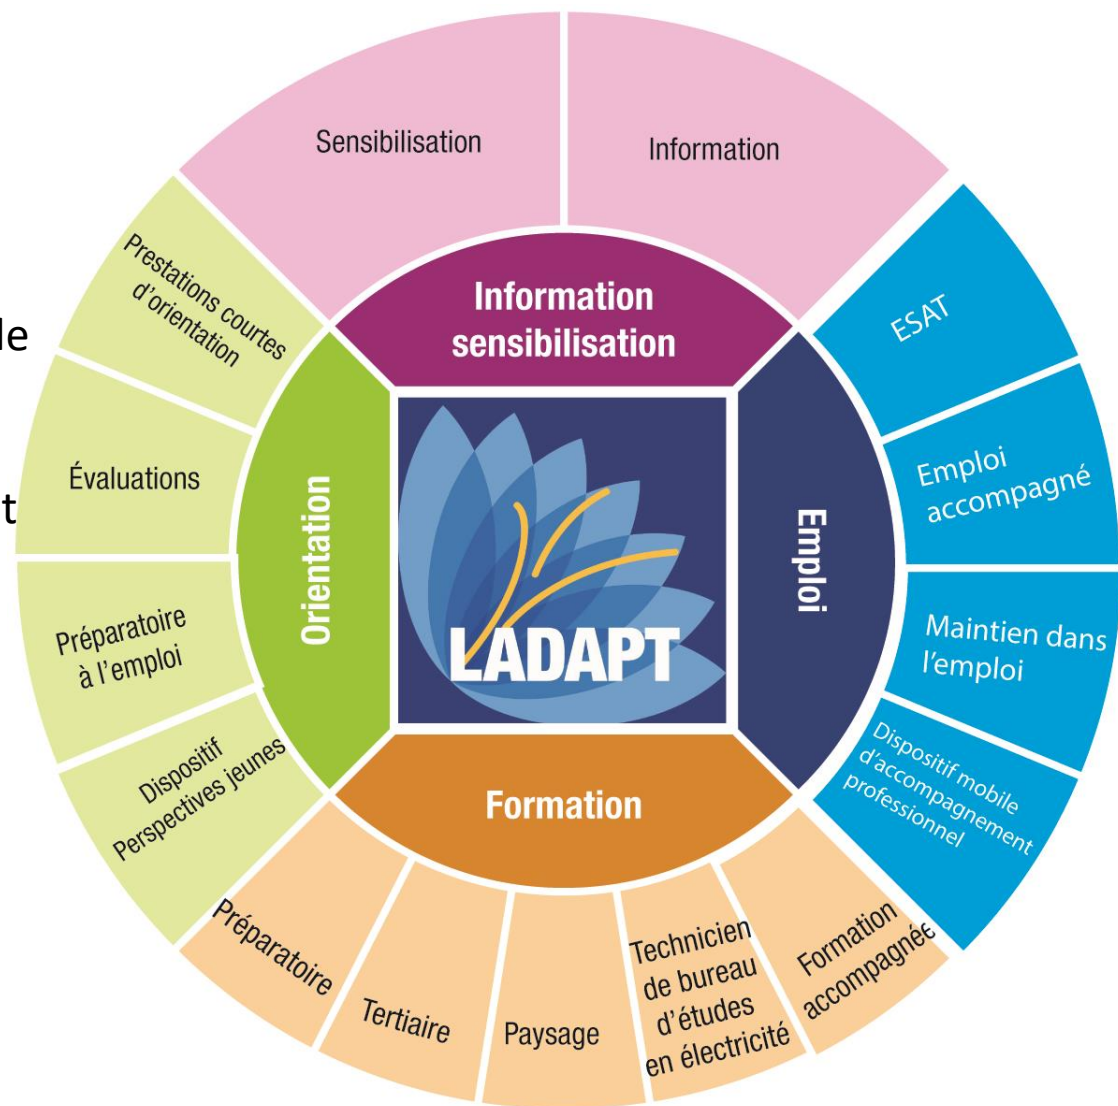 Sensibilisation
Information
Information
sensibilisation
ESAT
Emploi
accompagné
Maintien dans
l'emploi
Dispositif mobile
d'accompagnement
professionnel
Emploi
Formation
accompagnée
Technicien
de bureau
d'études
en électricité
Paysage
Tertiaire
Préparatoire
Formation
Dispositif
Perspectives jeunes
Préparatoire
à l'emploi
Évaluations
Prestations courtes
d'orientation
Orientation
LADAPT